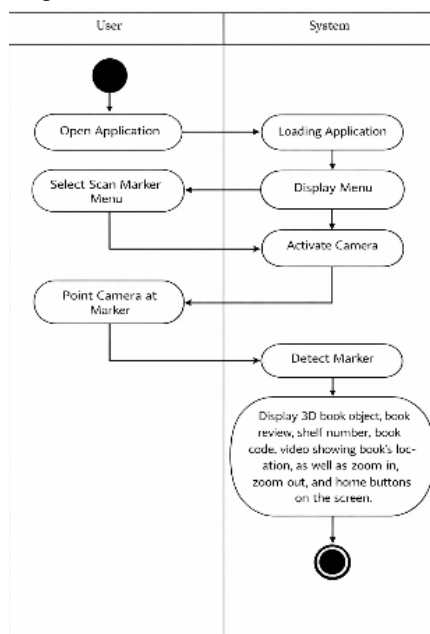 User
System
Open Application
Loading Application
Select Scan Marker
Menu
Display Menu
Activate Camera
Point Camera at
Marker
Detect Marker
Display 3D book object, book
review, shelf number, book
code, video showing book's loc-
ation, as well as zoom in,
zoom out, and home buttons
on the screen.